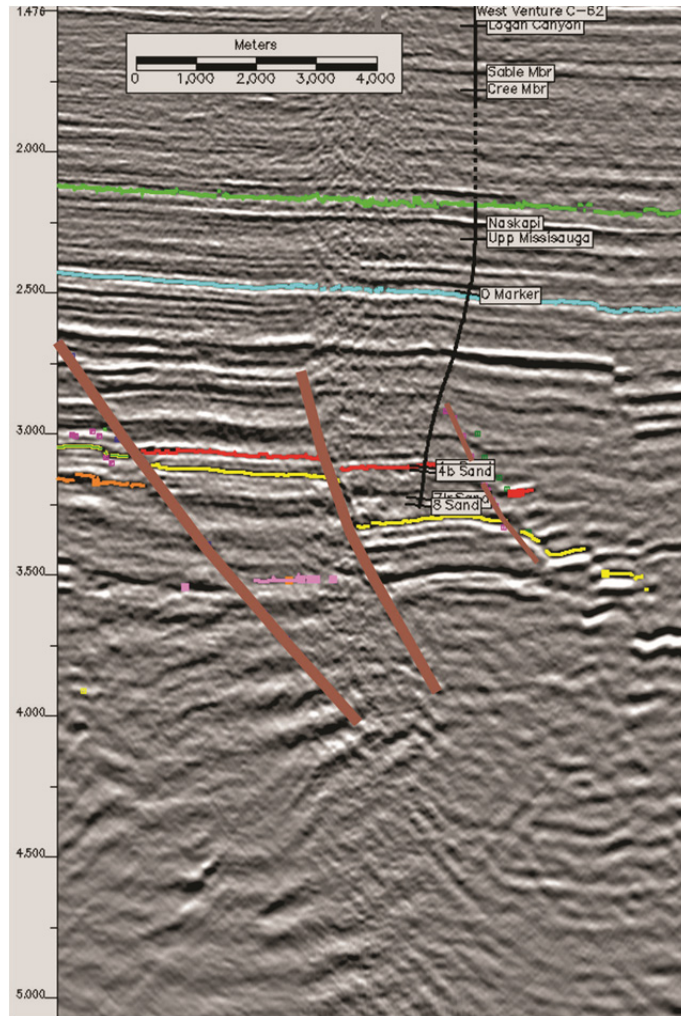 1.476
West Venture C-62
Logan Canyon
Meters
0 1,000 2,000 3,000 4,000
Sable Mbr
Cree Mbr
2.000
Naskapi
Upp Missisauga
2.500
O Marker
3.000
4b Sand
Sand
8 Sand
3.500
4.000
4.500
5.000